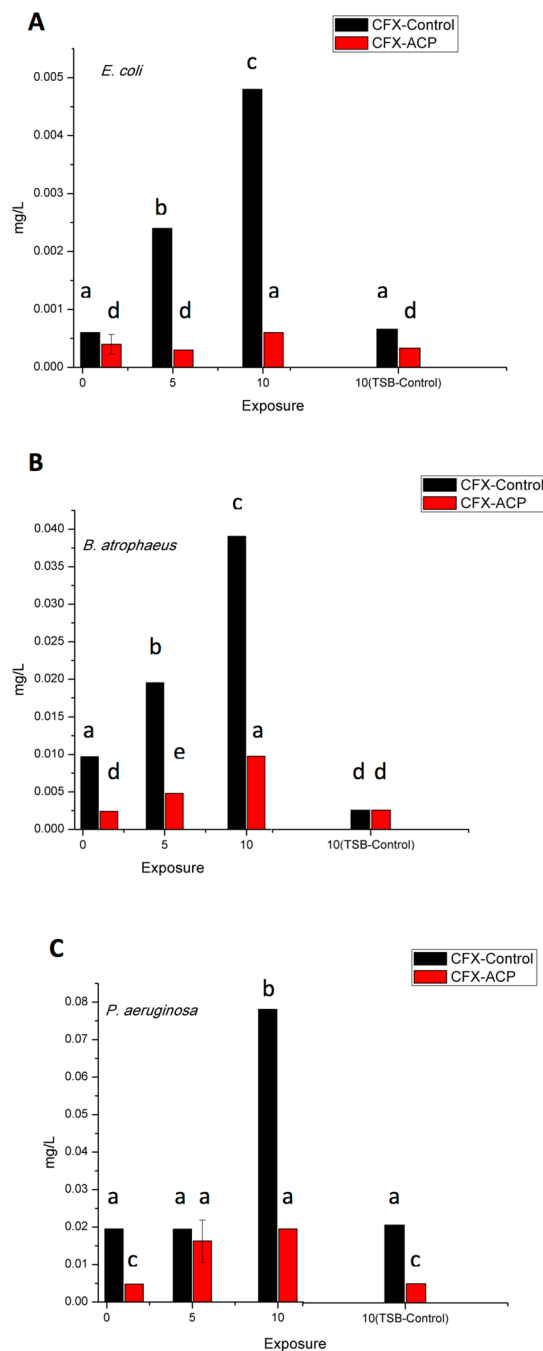 A
CFX-Control
CFX-ACP
E. coli
c
b
a d d a a d
0.005
0.004
0.003
0.002
0.001
0.000
mg/L
0 5 10 10(TSB-Control)
Exposure
B
CFX-Control
CFX-ACP
B. atrophaeus
c
b
a d e a d d
0.040
0.035
0.030
0.025
0.020
0.015
0.010
0.005
0.000
mg/L
0 5 10 10(TSB-Control)
Exposure
C
CFX-Control
CFX-ACP
P. aeruginosa
b
a c a a a a c
0.08
0.07
0.06
0.05
0.04
0.03
0.02
0.01
0.00
mg/L
0 5 10 10(TSB-Control)
Exposure